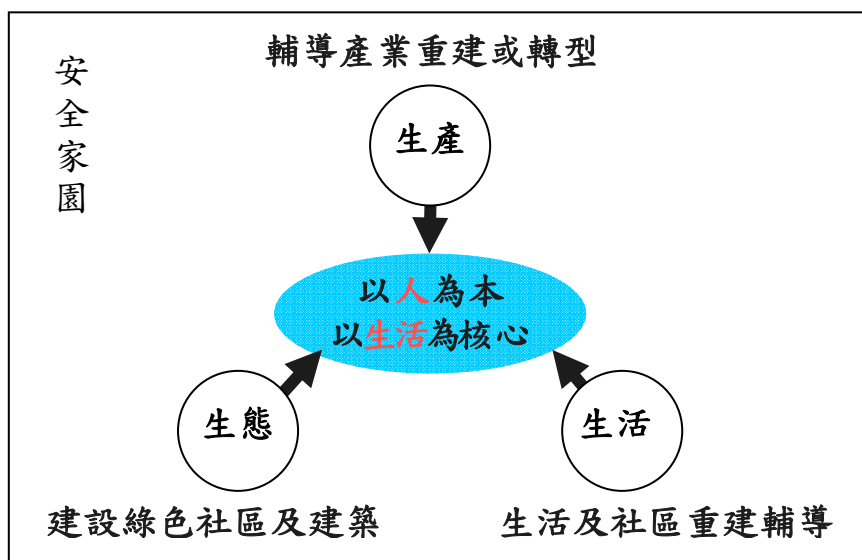 安全家園
輔導產業重建或轉型
生產
以人為本
以生活為核心
生態
生活
建設綠色社區及建築
生活及社區重建輔導